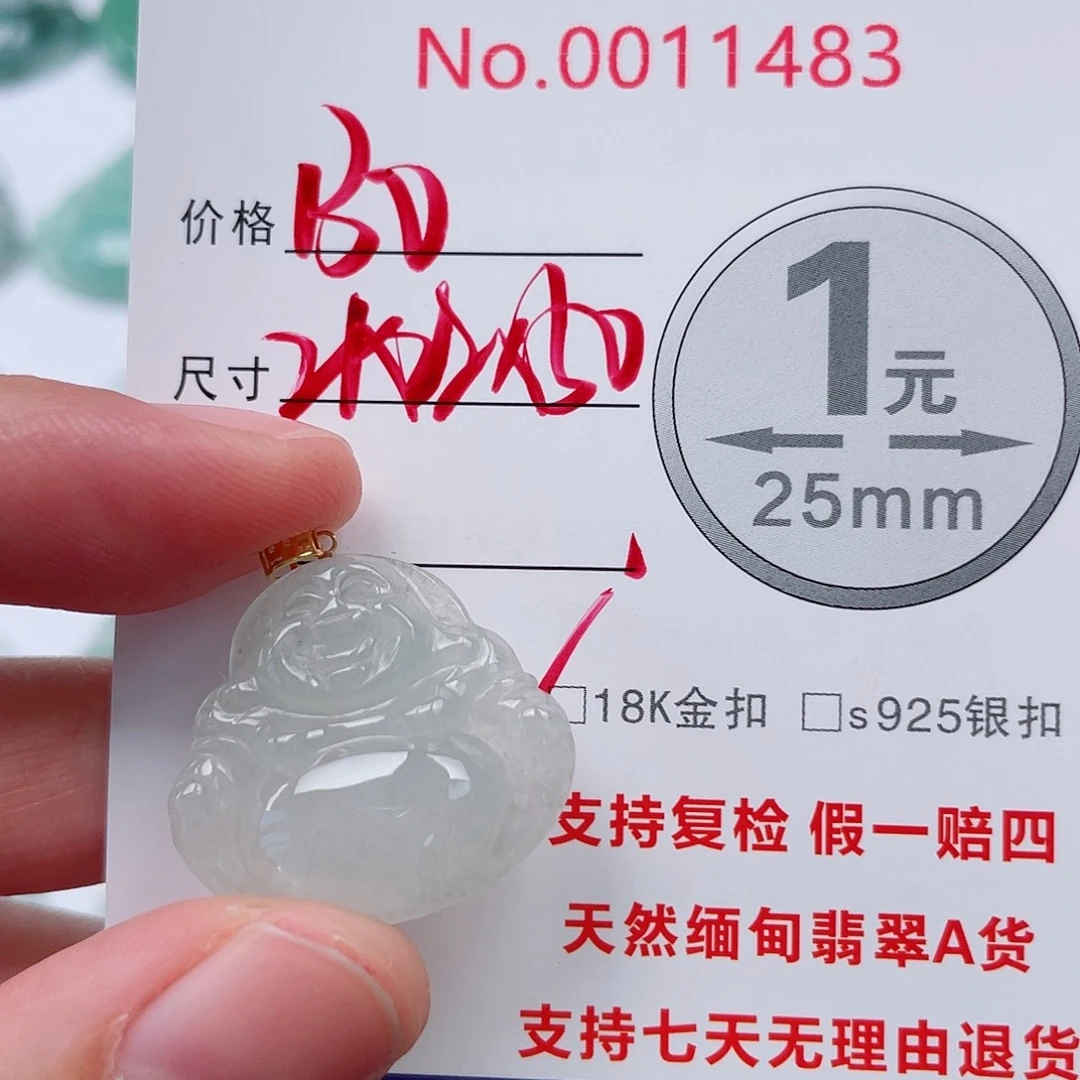 No.0011483
价格
尺寸
1元
25mm
18K金扣 s925银扣
支持复检 假一赔四
天然缅甸翡翠A货
支持七天无理由退货